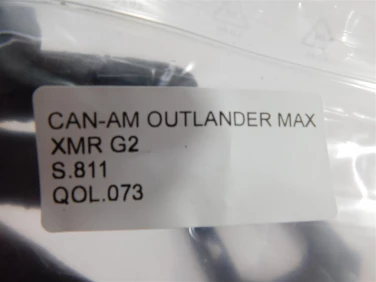 CAN-AM OUTLANDER MAX
XMR G2
S.811
QOL.073